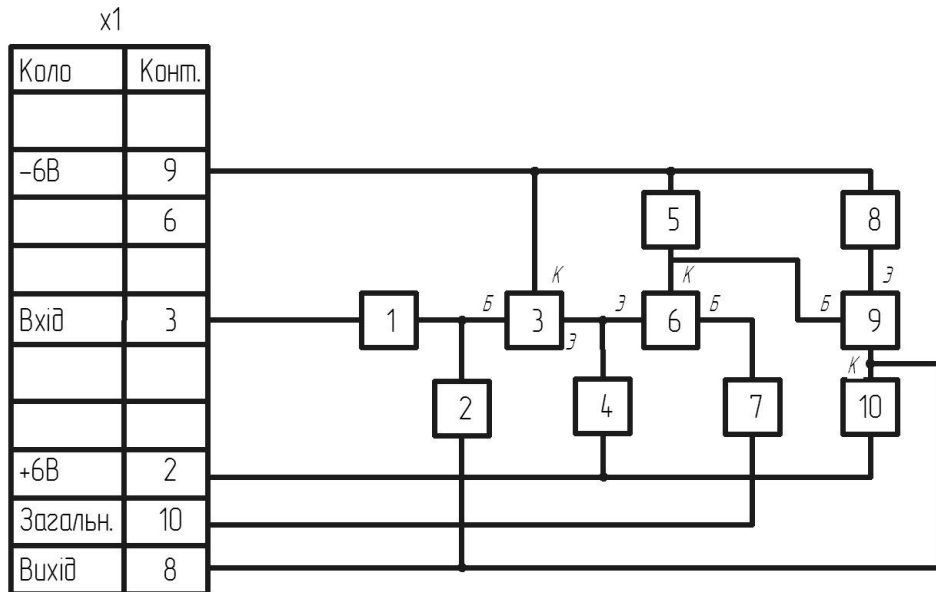 x1
Коло Конт.
-6В 9
6
5 8
К К Э
Вхід 3 1 Б 3 Э 6 Б Б 9
Э
К
2 4 7 10
+6В 2
Загальн. 10
Вихід 8